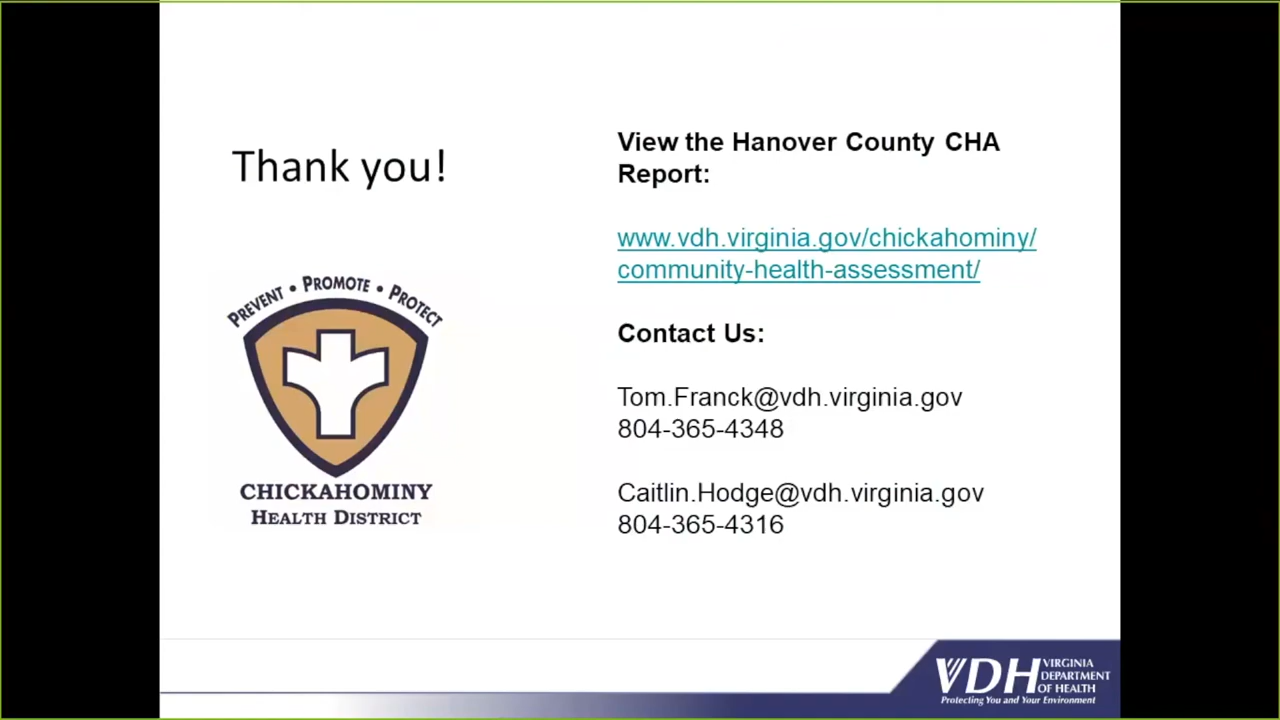 Thank you!
PREVENT • PROMOTE • PROTECT
CHICKAHOMINY
HEALTH DISTRICT
View the Hanover County CHA
Report:
www.vdh.virginia.gov/chickahominy/
community-health-assessment/
Contact Us:
Tom.Franck@vdh.virginia.gov
804-365-4348
Caitlin.Hodge@vdh.virginia.gov
804-365-4316
VDH VIRGINIA
DEPARTMENT
OF HEALTH
Protecting You and Your Environment